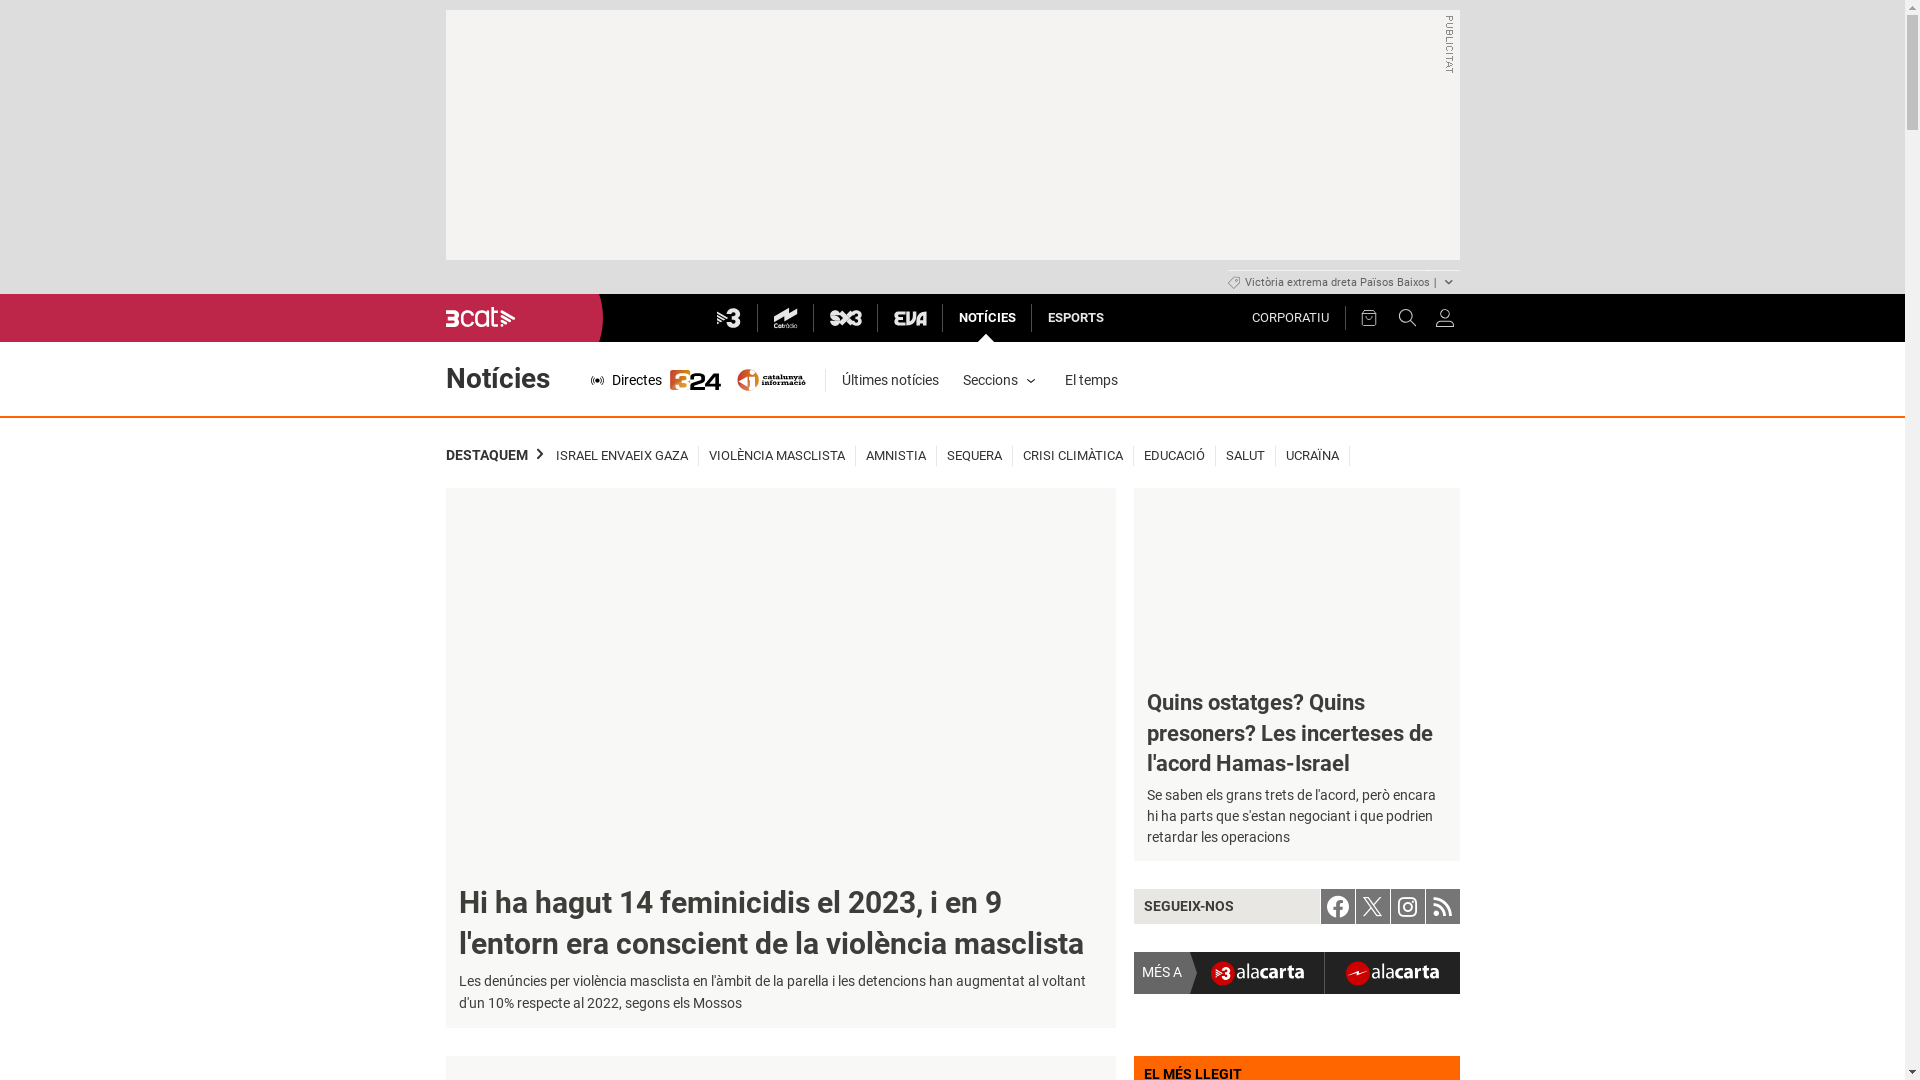 PUBLICITAT
Victòria extrema dreta Països Baixos |
3cat
3
Catràdio
SX3
EVA
NOTÍCIES
ESPORTS
CORPORATIU
Notícies
Directes
324
catalunya
informació
Últimes notícies
Seccions
El temps
DESTAQUEM
ISRAEL ENVAEIX GAZA
VIOLÈNCIA MASCLISTA
AMNISTIA
SEQUERA
CRISI CLIMÀTICA
EDUCACIÓ
SALUT
UCRAÏNA
Hi ha hagut 14 feminicidis el 2023, i en 9
l'entorn era conscient de la violència masclista
Les denúncies per violència masclista en l'àmbit de la parella i les detencions han augmentat al voltant
d'un 10% respecte al 2022, segons els Mossos
Quins ostatges? Quins
presoners? Les incerteses de
l'acord Hamas-Israel
Se saben els grans trets de l'acord, però encara
hi ha parts que s'estan negociant i que podrien
retardar les operacions
SEGUEIX-NOS
MÉS A
3 alacarta
alacarta
EL MÉS LLEGIT